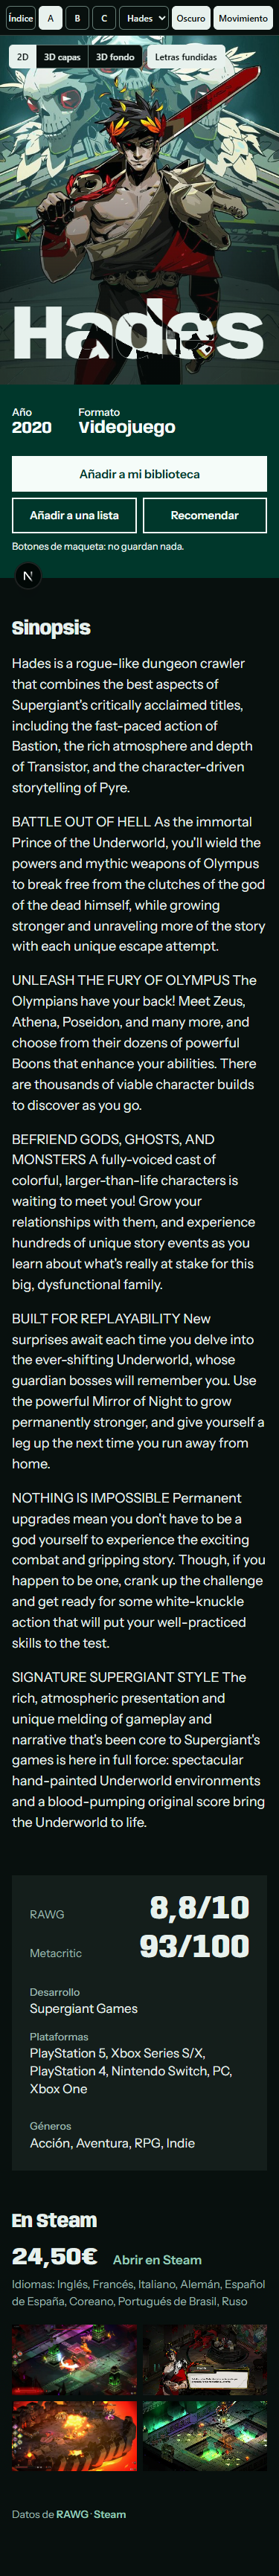 Índice A B C Hades Oscuro Movimiento
2D 3D capas 3D fondo Letras fundidas
Hades
Año Formato
2020 Videojuego
Añadir a mi biblioteca
Añadir a una lista Recomendar
Botones de maqueta: no guardan nada.
N
Sinopsis
Hades is a rogue-like dungeon crawler
that combines the best aspects of
Supergiant's critically acclaimed titles,
including the fast-paced action of
Bastion, the rich atmosphere and depth
of Transistor, and the character-driven
storytelling of Pyre.
BATTLE OUT OF HELL As the immortal
Prince of the Underworld, you'll wield the
powers and mythic weapons of Olympus
to break free from the clutches of the god
of the dead himself, while growing
stronger and unraveling more of the story
with each unique escape attempt.
UNLEASH THE FURY OF OLYMPUS The
Olympians have your back! Meet Zeus,
Athena, Poseidon, and many more, and
choose from their dozens of powerful
Boons that enhance your abilities. There
are thousands of viable character builds
to discover as you go.
BEFRIEND GODS, GHOSTS, AND
MONSTERS A fully-voiced cast of
colorful, larger-than-life characters is
waiting to meet you! Grow your
relationships with them, and experience
hundreds of unique story events as you
learn about what's really at stake for this
big, dysfunctional family.
BUILT FOR REPLAYABILITY New
surprises await each time you delve into
the ever-shifting Underworld, whose
guardian bosses will remember you. Use
the powerful Mirror of Night to grow
permanently stronger, and give yourself a
leg up the next time you run away from
home.
NOTHING IS IMPOSSIBLE Permanent
upgrades mean you don't have to be a
god yourself to experience the exciting
combat and gripping story. Though, if you
happen to be one, crank up the challenge
and get ready for some white-knuckle
action that will put your well-practiced
skills to the test.
SIGNATURE SUPERGIANT STYLE The
rich, atmospheric presentation and
unique melding of gameplay and
narrative that's been core to Supergiant's
games is here in full force: spectacular
hand-painted Underworld environments
and a blood-pumping original score bring
the Underworld to life.
RAWG 8,8/10
Metacritic 93/100
Desarrollo
Supergiant Games
Plataformas
PlayStation 5, Xbox Series S/X,
PlayStation 4, Nintendo Switch, PC,
Xbox One
Géneros
Acción, Aventura, RPG, Indie
En Steam
24,50€ Abrir en Steam
Idiomas: Inglés, Francés, Italiano, Alemán, Español
de España, Coreano, Portugués de Brasil, Ruso
Datos de RAWG · Steam